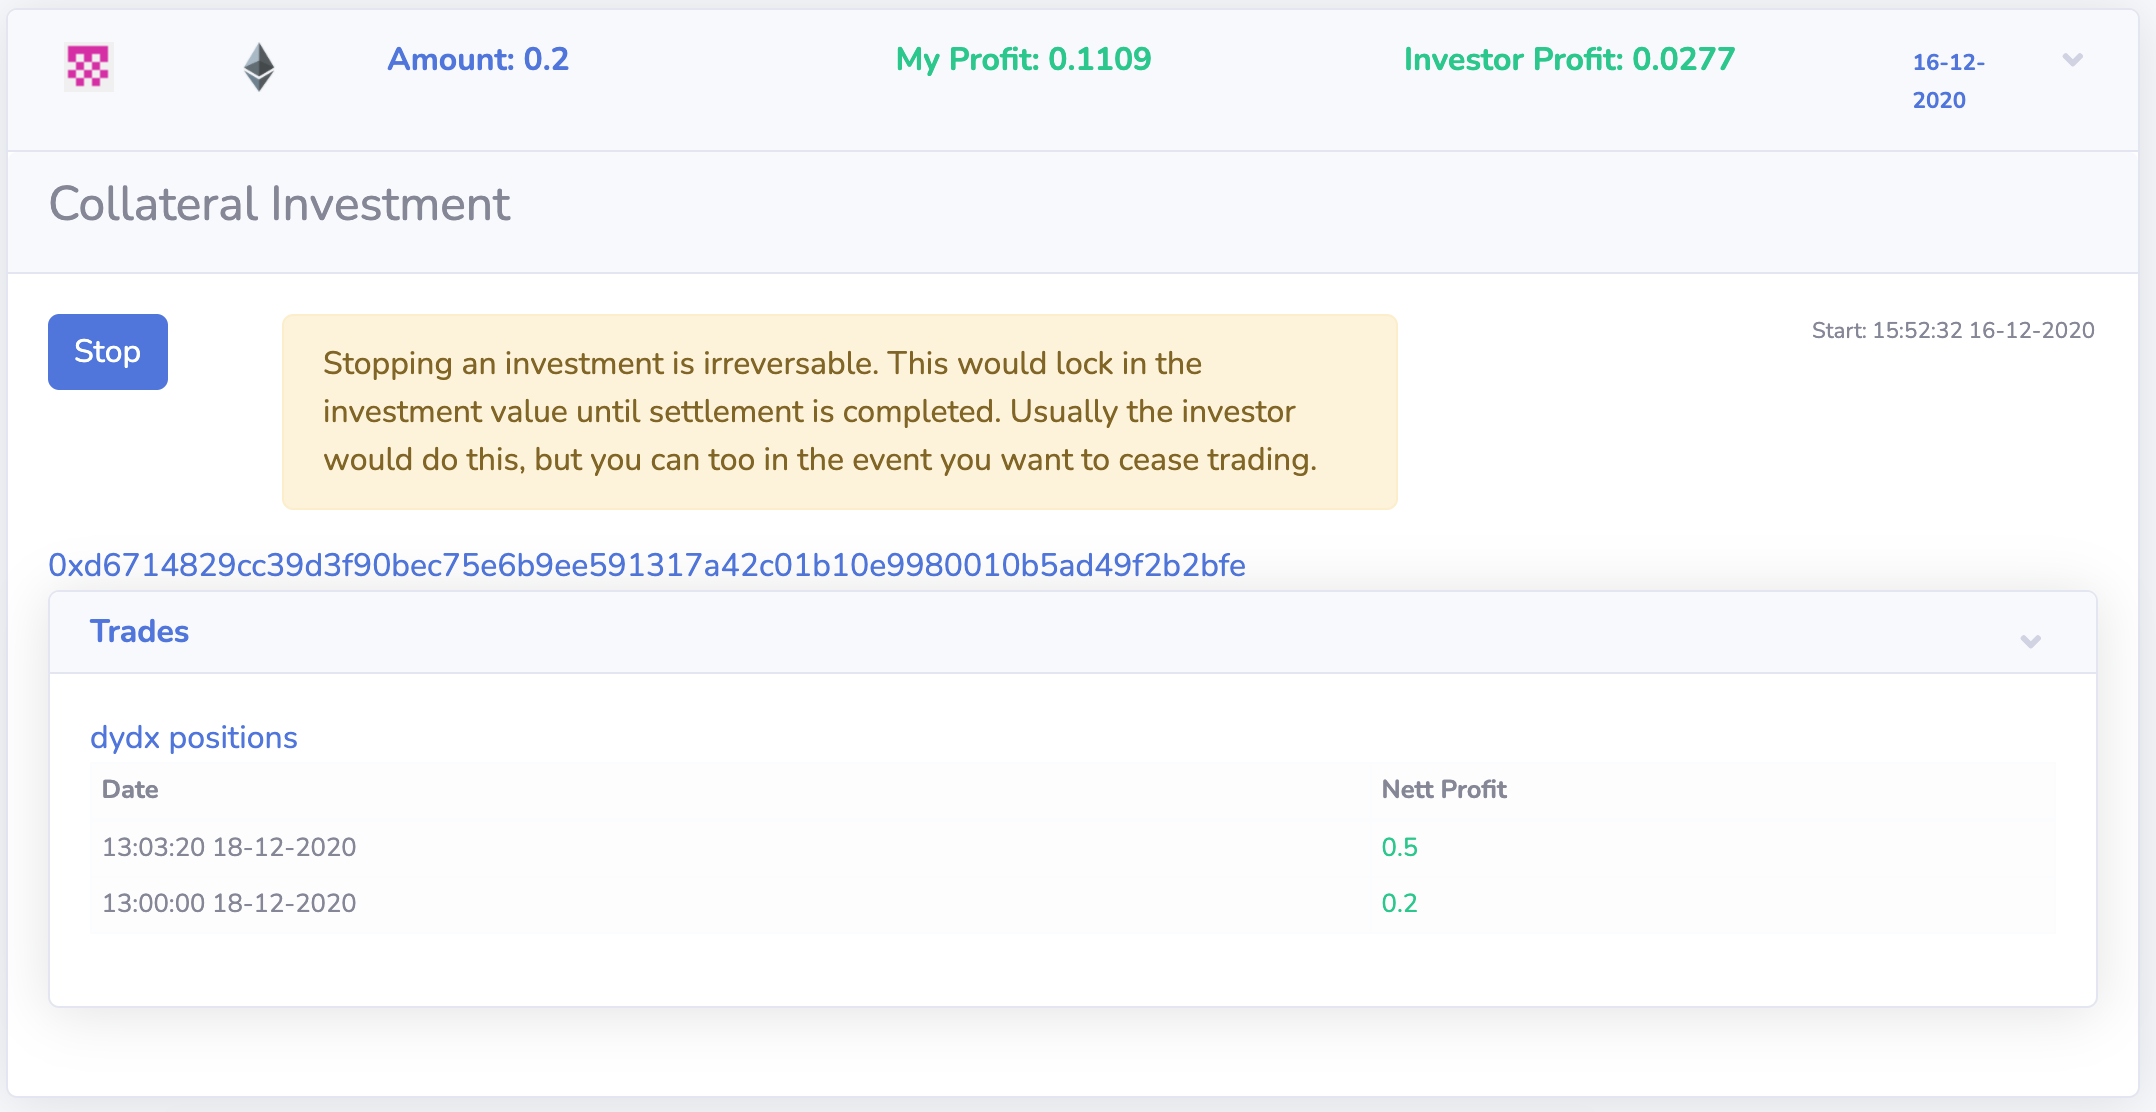 Amount: 0.2
My Profit: 0.1109
Investor Profit: 0.0277
16-12-
2020
Collateral Investment
Stop
Stopping an investment is irreversable. This would lock in the
investment value until settlement is completed. Usually the investor
would do this, but you can too in the event you want to cease trading.
Start: 15:52:32 16-12-2020
0xd6714829cc39d3f90bec75e6b9ee591317a42c01b10e9980010b5ad49f2b2bfe
Trades
dydx positions
Date Nett Profit
13:03:20 18-12-2020 0.5
13:00:00 18-12-2020 0.2